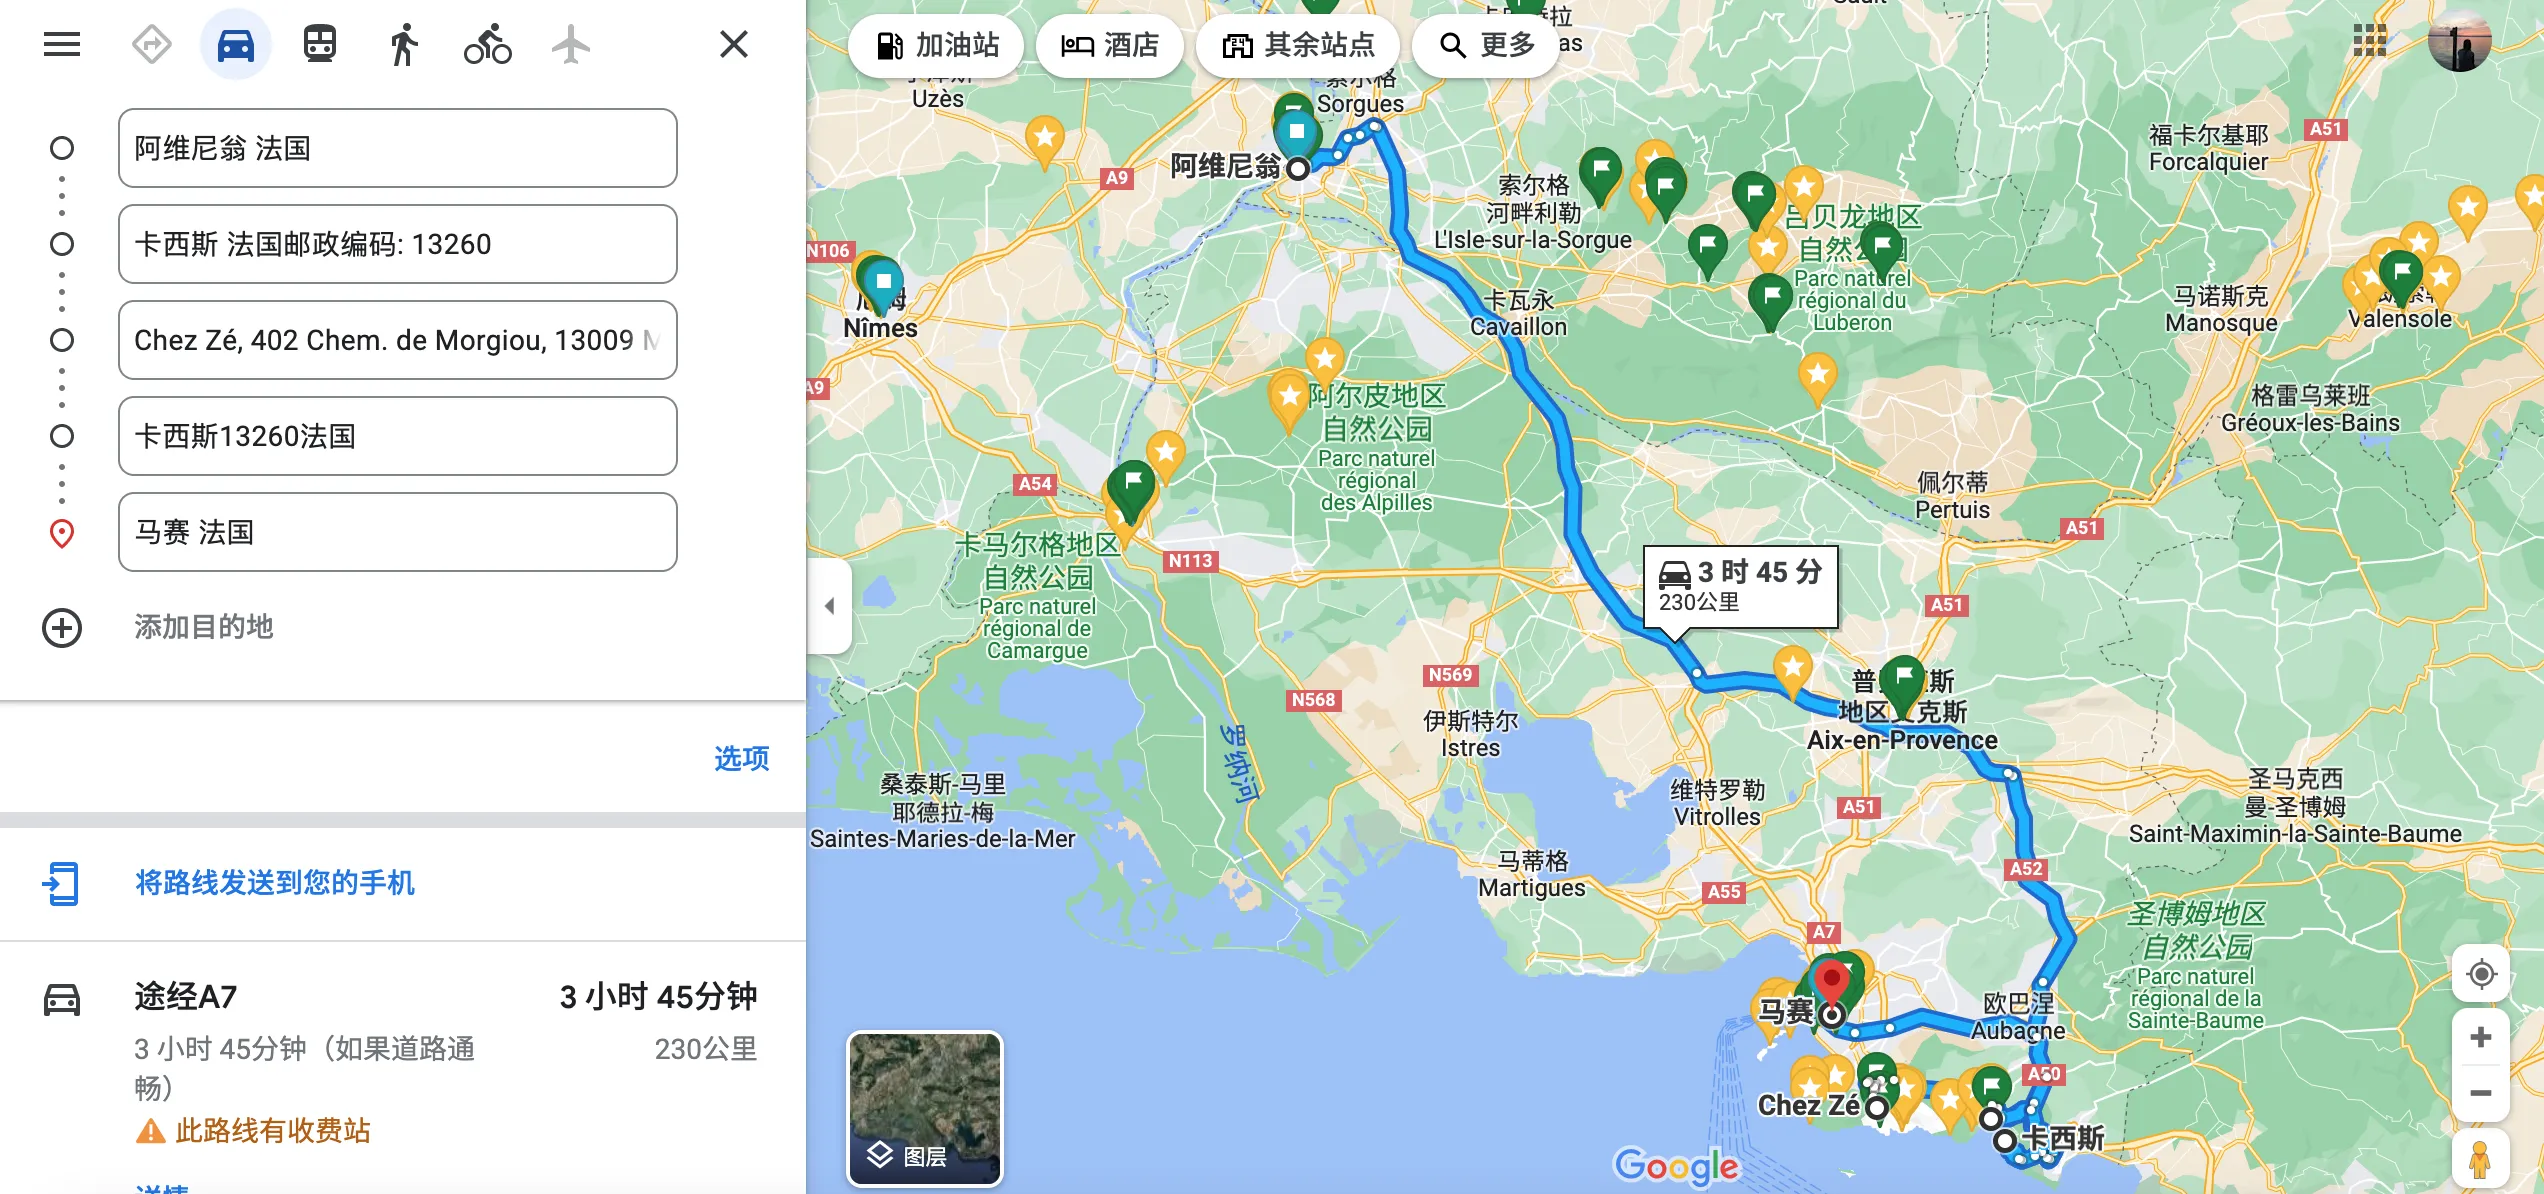 阿维尼翁 法国
卡西斯 法国邮政编码: 13260
Chez Zé, 402 Chem. de Morgiou, 13009
卡西斯13260法国
马赛 法国
添加目的地
选项
将路线发送到您的手机
途经A7
3 小时 45分钟
3 小时 45分钟（如果道路通
畅）
230公里
此路线有收费站
详情
加油站
酒店
其余站点
更多
Uzès
索尔格
Sorgues
阿维尼翁
A9
N106
Nîmes
A9
索尔格
河畔利勒
L'Isle-sur-la-Sorgue
卡瓦永
Cavaillon
吕贝龙地区
自然公园
Parc naturel
régional du
Luberon
福卡尔基耶
Forcalquier
A51
马诺斯克
Manosque
Valensole
格雷乌莱班
Gréoux-les-Bains
阿尔皮地区
自然公园
Parc naturel
régional
des Alpilles
A54
卡马尔格地区
自然公园
Parc naturel
régional de
Camargue
N113
佩尔蒂
Pertuis
A51
A51
3 时 45 分
230公里
N569
N568
伊斯特尔
Istres
罗纳河
桑泰斯-马里
耶德拉-梅
Saintes-Maries-de-la-Mer
Aix-en-Provence
维特罗勒
Vitrolles
A51
马蒂格
Martigues
A55
A7
圣马克西
曼-圣博姆
Saint-Maximin-la-Sainte-Baume
A52
圣博姆地区
自然公园
Parc naturel
régional de la
Sainte-Baume
马赛
欧巴涅
Aubagne
A50
Chez Zé
卡西斯
图层
Google